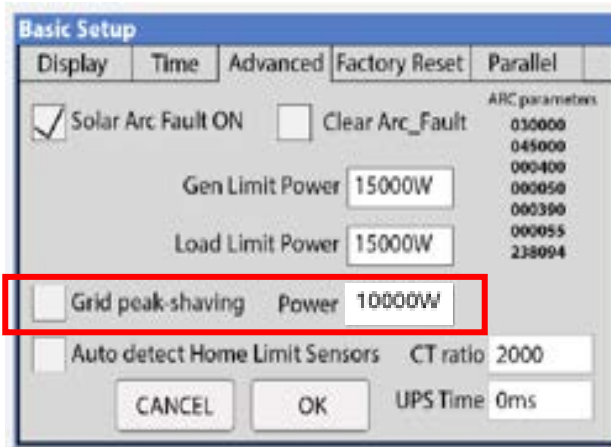 Basic Setup
Display Time Advanced Factory Reset Parallel
Solar Arc Fault ON Clear Arc_Fault
ARC parameters
030000
045000
000400
000050
000390
000055
238094
Gen Limit Power 15000W
Load Limit Power 15000W
Grid peak-shaving Power 10000W
Auto detect Home Limit Sensors CT ratio 2000
CANCEL OK UPS Time 0ms